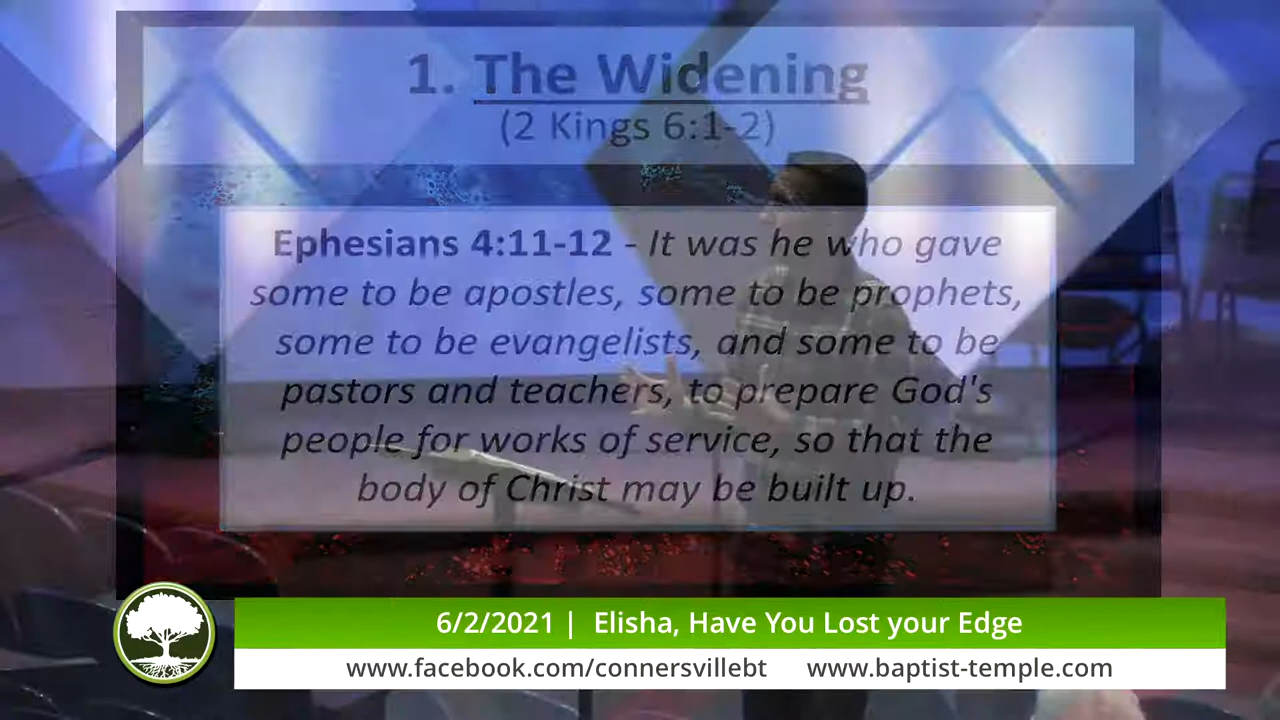 1. The Widening
(2 Kings 6:1-2)
Ephesians 4:11-12 - It was he who gave
some to be apostles, some to be prophets,
some to be evangelists, and some to be
pastors and teachers, to prepare God's
people for works of service, so that the
body of Christ may be built up.
6/2/2021 | Elisha, Have You Lost your Edge
www.facebook.com/connersvillebt www.baptist-temple.com